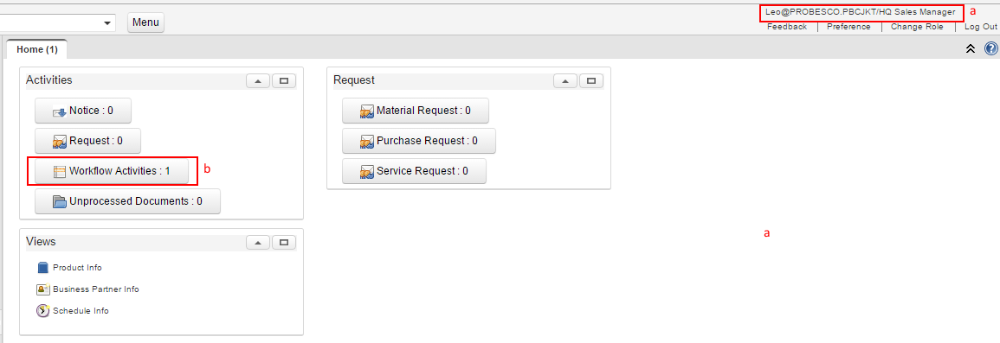 Leo@PROBESCO.PBCJKT/HQ Sales Manager a
Menu
Feedback Preference Change Role Log Out
Home (1)
Activities
Notice : 0
Request : 0
Workflow Activities : 1 b
Unprocessed Documents : 0
Request
Material Request : 0
Purchase Request : 0
Service Request : 0
a
Views
Product Info
Business Partner Info
Schedule Info